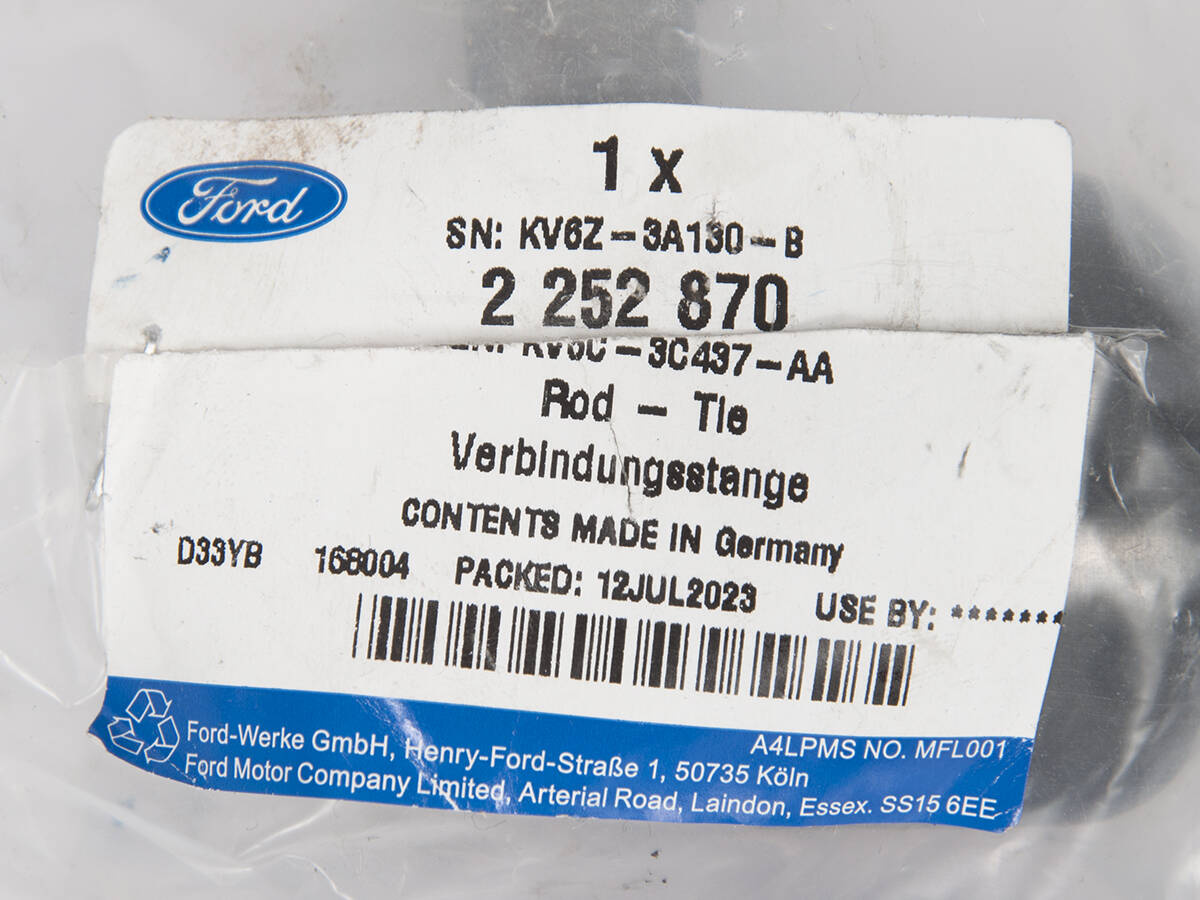 Ford
1 x
SN: KV6Z-3A130-B
2 252 870
KV6C-3C437-AA
Rod - Tie
Verbindungsstange
CONTENTS MADE IN Germany
D33YB 168004 PACKED: 12JUL2023 USE BY: *******
A4LPMS NO. MFL001
Ford-Werke GmbH, Henry-Ford-Straße 1, 50735 Köln
Ford Motor Company Limited, Arterial Road, Laindon, Essex. SS15 6EE